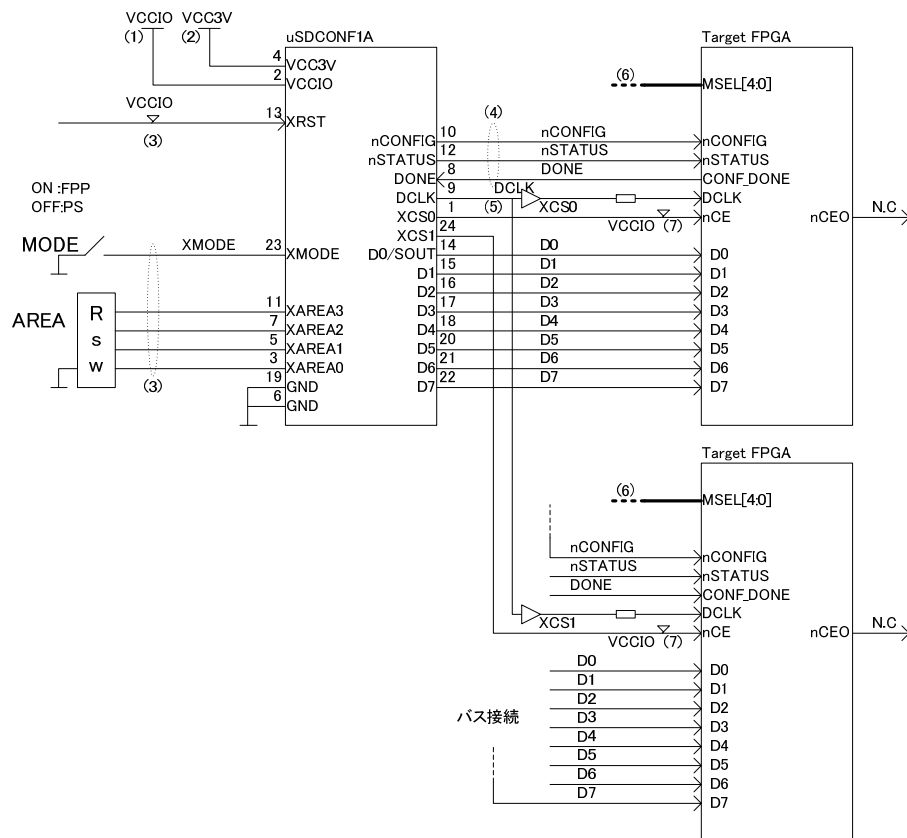 VCCIO
(1)
VCC3V
(2)
uSDCONF1A
4
VCC3V
2
VCCIO
VCCIO
13
XRST
(3)
ON :FPP
OFF:PS
MODE
XMODE
23
XMODE
AREA
R
s
w
11
XAREA3
7
XAREA2
5
XAREA1
3
XAREA0
(3)
19
GND
6
GND
nCONFIG
10
nSTATUS
12
DONE
8
DCLK
9
XCS0
1
XCS1
24
D0/SOUT
14
D1
15
D2
16
D3
17
D4
18
D5
20
D6
21
D7
22
(4)
nCONFIG
nSTATUS
DONE
DCLK
(5)
XCS0
VCCIO (7)
D0
D1
D2
D3
D4
D5
D6
D7
Target FPGA
(6)
MSEL[4:0]
nCONFIG
nSTATUS
CONF_DONE
DCLK
nCE
nCEO
N.C
D0
D1
D2
D3
D4
D5
D6
D7
Target FPGA
(6)
MSEL[4:0]
nCONFIG
nSTATUS
DONE
XCS1
VCCIO (7)
nCONFIG
nSTATUS
CONF_DONE
DCLK
nCE
nCEO
N.C
バス接続
D0
D1
D2
D3
D4
D5
D6
D7
D0
D1
D2
D3
D4
D5
D6
D7